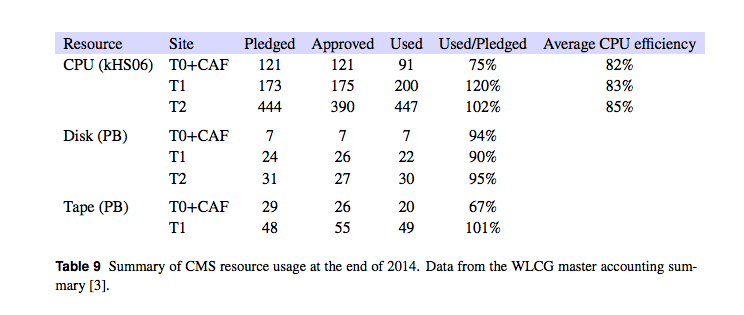 Resource Site Pledged Approved Used Used/Pledged Average CPU efficiency
CPU (kHS06) T0+CAF 121 121 91 75% 82%
T1 173 175 200 120% 83%
T2 444 390 447 102% 85%
Disk (PB) T0+CAF 7 7 7 94%
T1 24 26 22 90%
T2 31 27 30 95%
Tape (PB) T0+CAF 29 26 20 67%
T1 48 55 49 101%
Table 9 Summary of CMS resource usage at the end of 2014. Data from the WLCG master accounting sum-
mary [3].